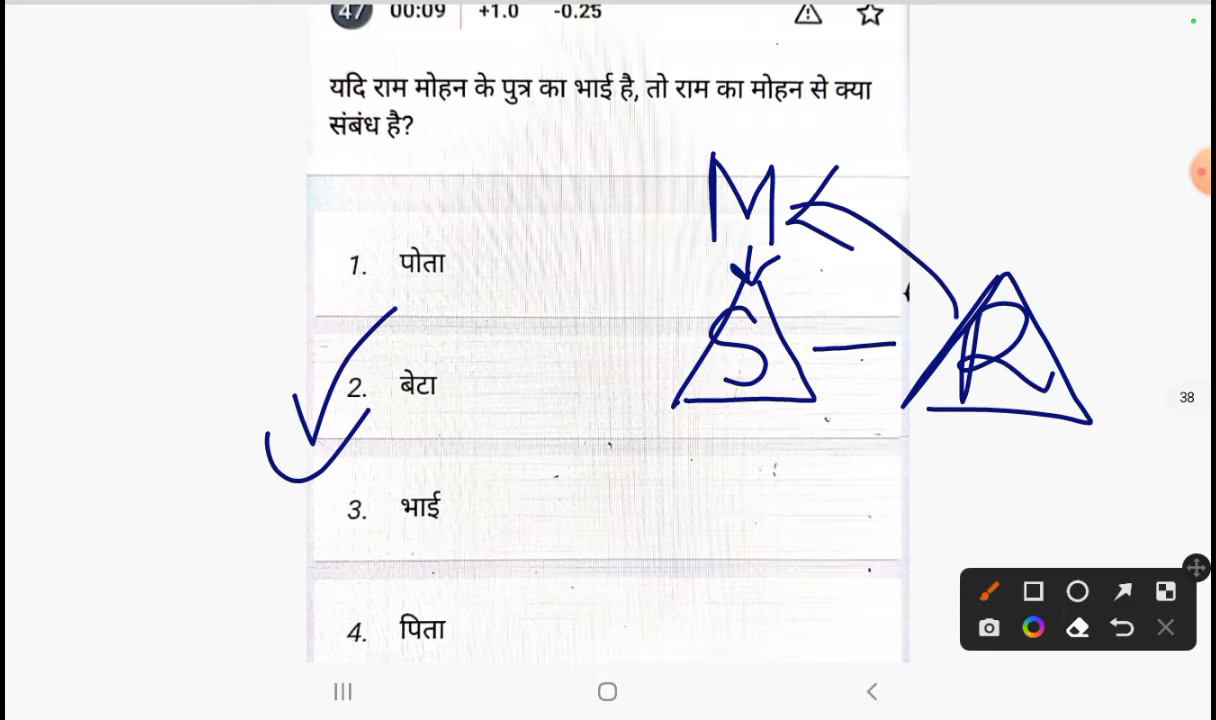 47 00:09 +1.0 -0.25
यदि राम मोहन के पुत्र का भाई है, तो राम का मोहन से क्या
संबंध है?
M
1. पोता
S R
2. बेटा
38
3. भाई
4. पिता